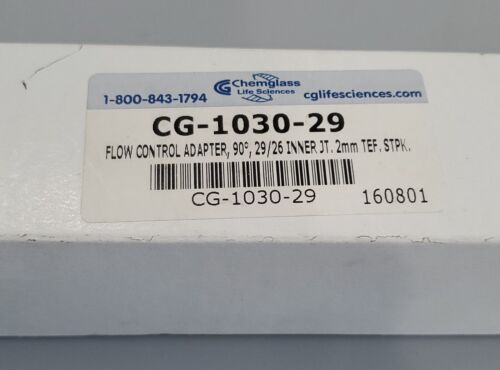 CG Chemglass
Life Sciences
1-800-843-1794 cglifesciences.com
CG-1030-29
FLOW CONTROL ADAPTER, 90°, 29/26 INNER JT. 2mm TEF. STPK.
CG-1030-29 160801